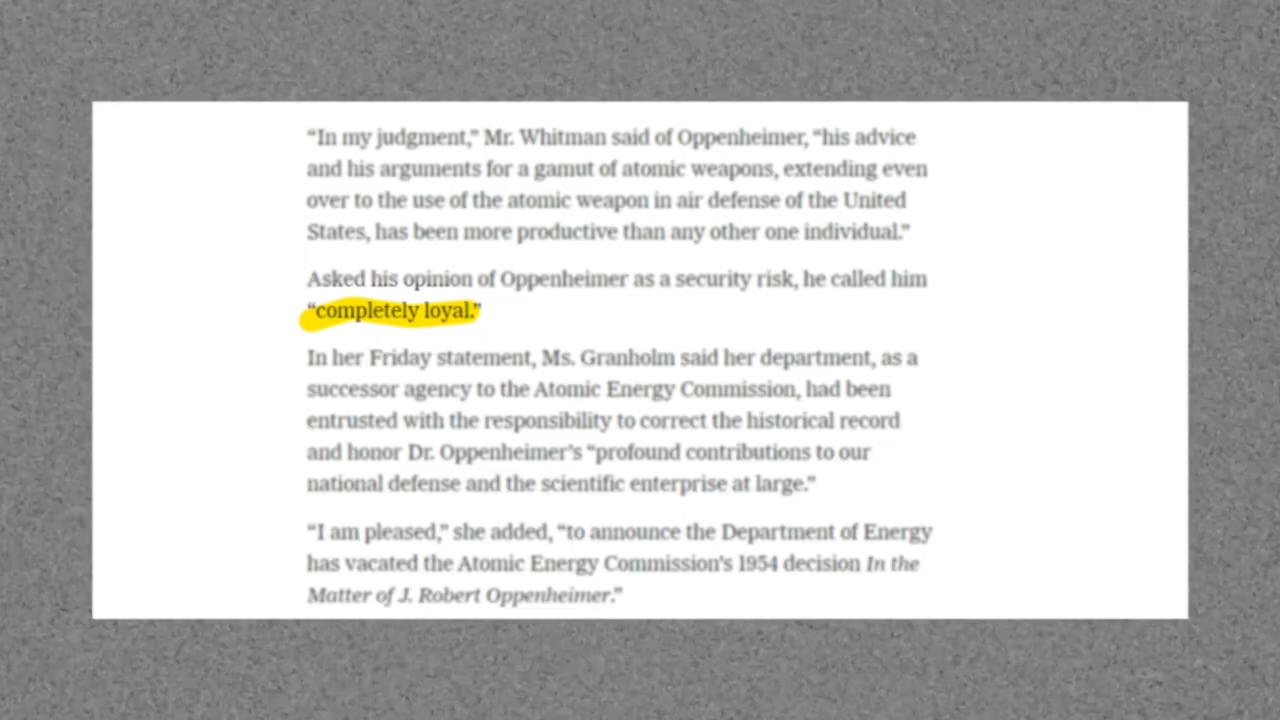 “In my judgment,” Mr. Whitman said of Oppenheimer, “his advice
and his arguments for a gamut of atomic weapons, extending even
over to the use of the atomic weapon in air defense of the United
States, has been more productive than any other one individual.”
Asked his opinion of Oppenheimer as a security risk, he called him
“completely loyal.”
In her Friday statement, Ms. Granholm said her department, as a
successor agency to the Atomic Energy Commission, had been
entrusted with the responsibility to correct the historical record
and honor Dr. Oppenheimer’s “profound contributions to our
national defense and the scientific enterprise at large.”
“I am pleased,” she added, “to announce the Department of Energy
has vacated the Atomic Energy Commission’s 1954 decision In the
Matter of J. Robert Oppenheimer.”